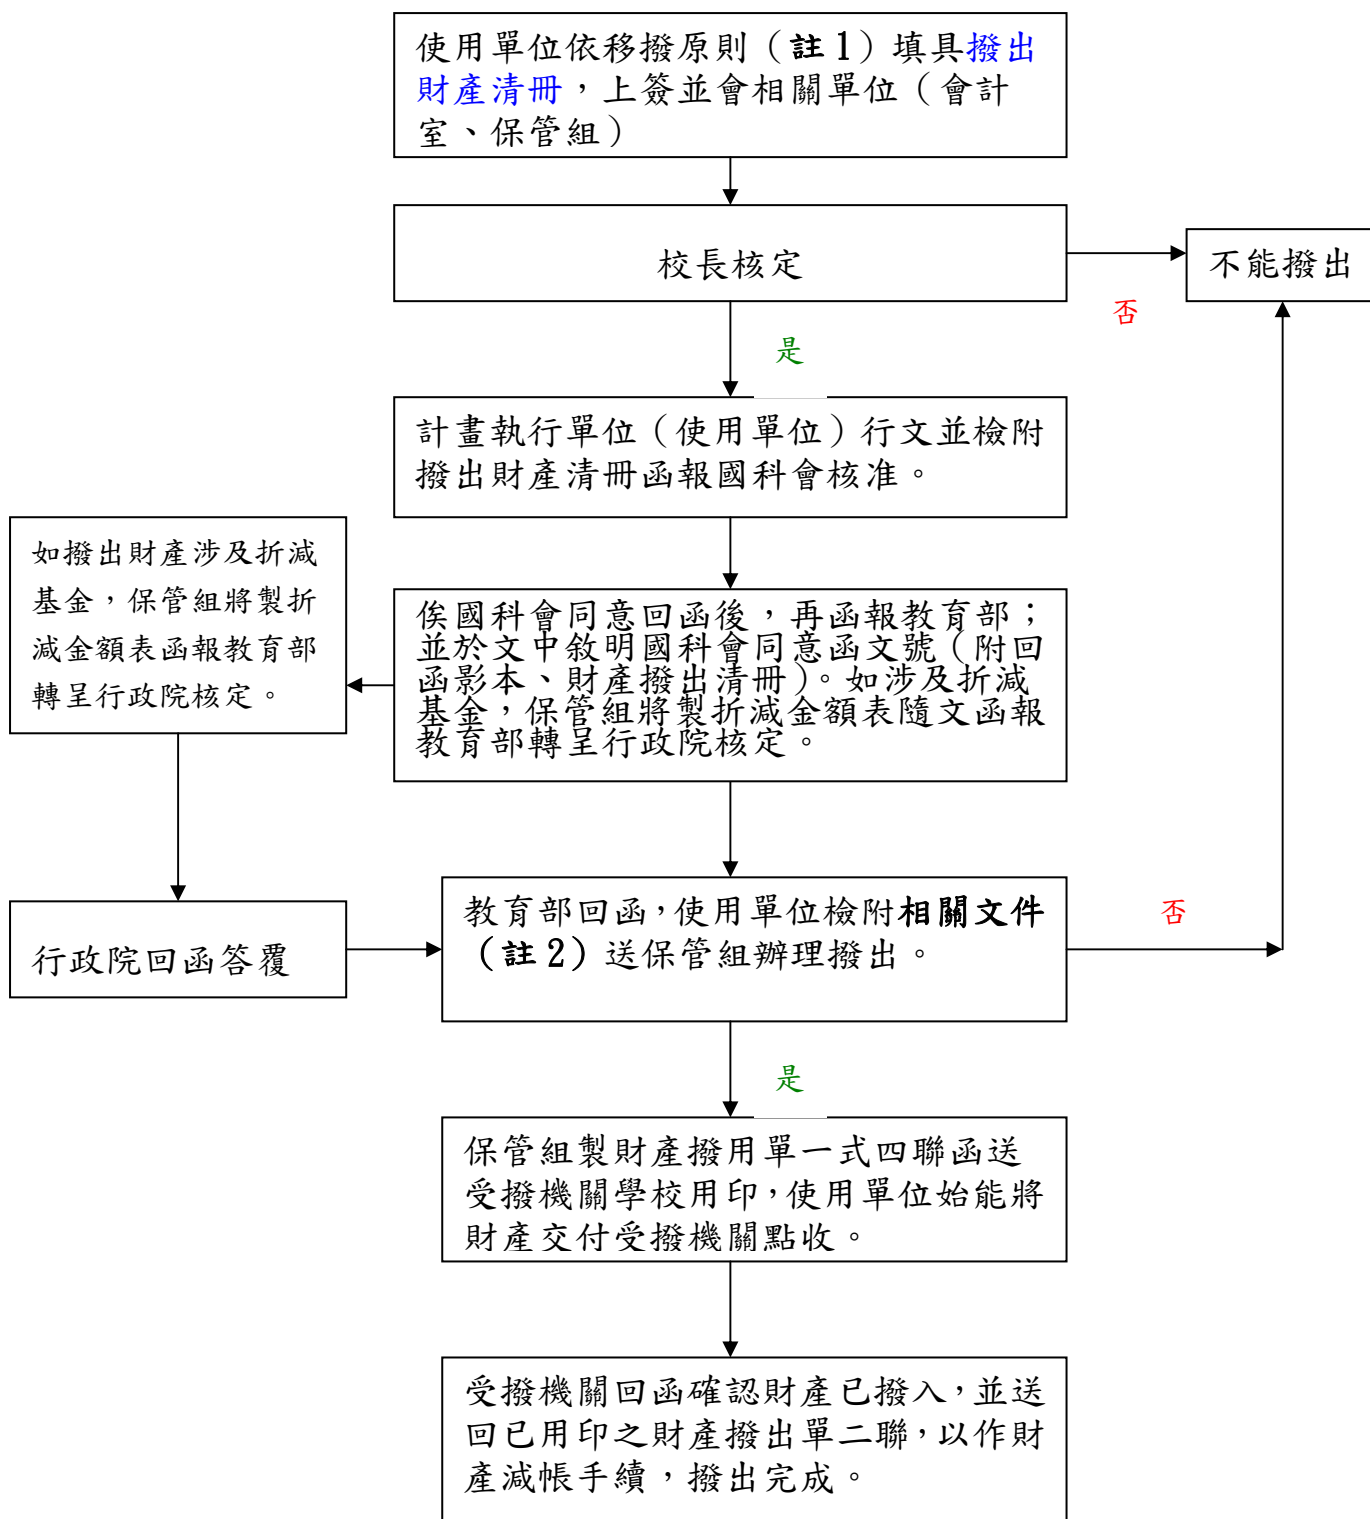 使用單位依移撥原則（註1）填具撥出
財產清冊，上簽並會相關單位（會計
室、保管組）
校長核定
不能撥出
否
是
計畫執行單位（使用單位）行文並檢附
撥出財產清冊函報國科會核准。
如撥出財產涉及折減
基金，保管組將製折
減金額表函報教育部
轉呈行政院核定。
俟國科會同意回函後，再函報教育部；
並於文中敘明國科會同意函文號（附回
函影本、財產撥出清冊）。如涉及折減
基金，保管組將製折減金額表隨文函報
教育部轉呈行政院核定。
行政院回函答覆
教育部回函，使用單位檢附相關文件
（註2）送保管組辦理撥出。
否
是
保管組製財產撥用單一式四聯函送
受撥機關學校用印，使用單位始能將
財產交付受撥機關點收。
受撥機關回函確認財產已撥入，並送
回已用印之財產撥出單二聯，以作財
產減帳手續，撥出完成。